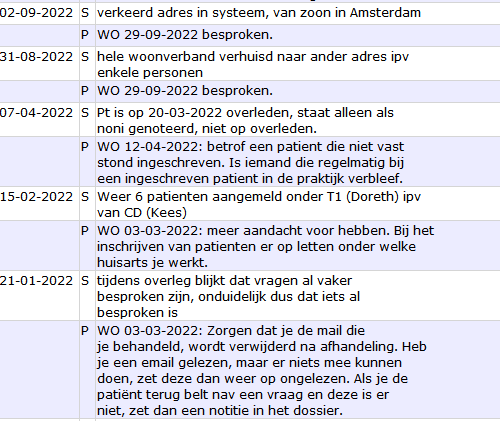 02-09-2022 S verkeerd adres in systeem, van zoon in Amsterdam
P WO 29-09-2022 besproken.
31-08-2022 S hele woonverband verhuisd naar ander adres ipv
enkele personen
P WO 29-09-2022 besproken.
07-04-2022 S Pt is op 20-03-2022 overleden, staat alleen als
noni genoteerd, niet op overleden.
P WO 12-04-2022: betrof een patient die niet vast
stond ingeschreven. Is iemand die regelmatig bij
een ingeschreven patient in de praktijk verbleef.
15-02-2022 S Weer 6 patienten aangemeld onder T1 (Doreth) ipv
van CD (Kees)
P WO 03-03-2022: meer aandacht voor hebben. Bij het
inschrijven van patienten er op letten onder welke
huisarts je werkt.
21-01-2022 S tijdens overleg blijkt dat vragen al vaker
besproken zijn, onduidelijk dus dat iets al
besproken is
P WO 03-03-2022: Zorgen dat je de mail die
je behandeld, wordt verwijderd na afhandeling. Heb
je een email gelezen, maar er niets mee kunnen
doen, zet deze dan weer op ongelezen. Als je de
patiënt terug belt nav een vraag en deze is er
niet, zet dan een notitie in het dossier.